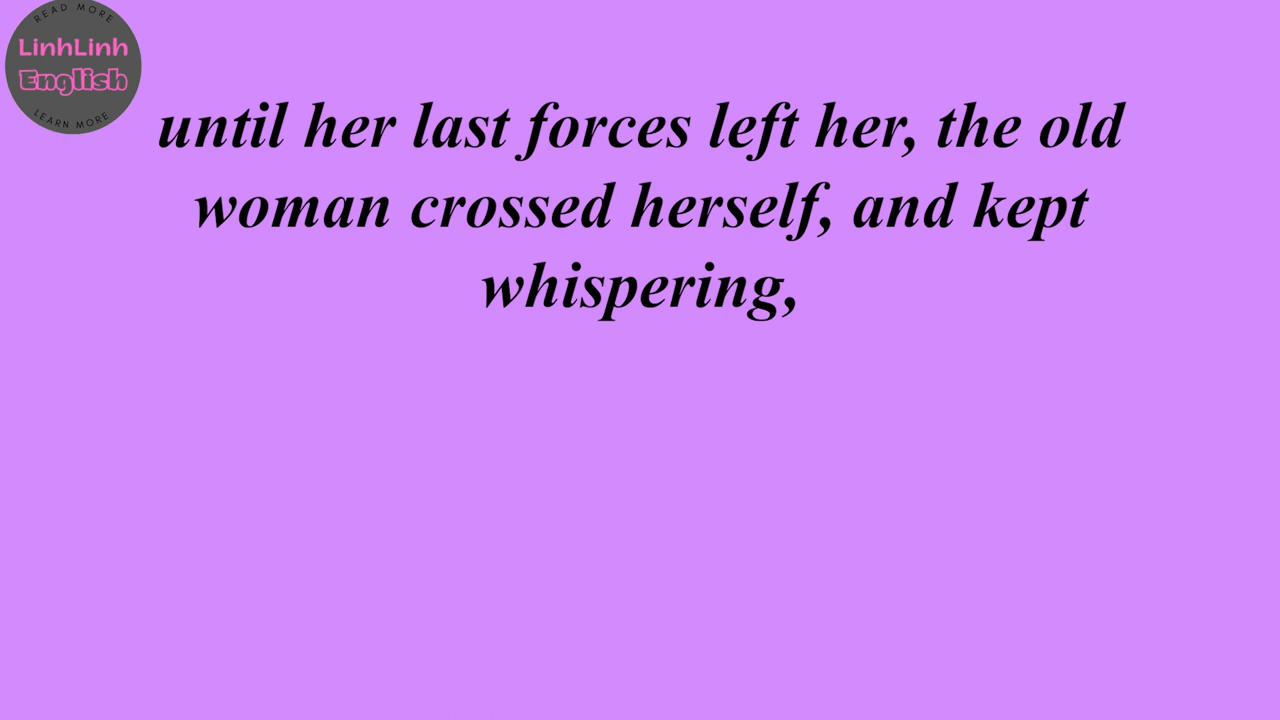 READ MORE
LinhLinh
English
LEARN MORE
until her last forces left her, the old
woman crossed herself, and kept
whispering,